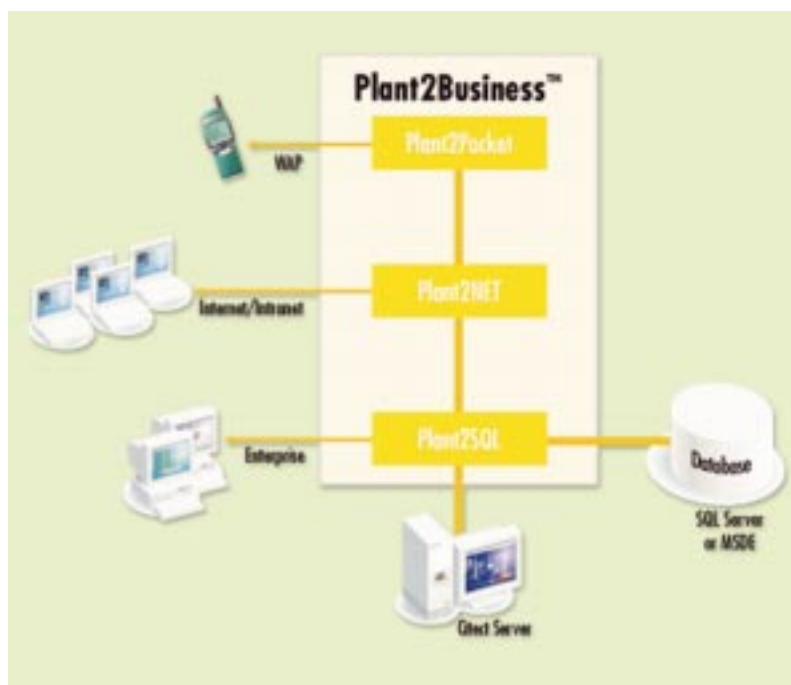 Plant2Business™
Plant2Pocket
WAP
Plant2NET
Internet/Intranet
Plant2SQL
Enterprise
Database
SQL Server
or MSDE
Citect Server